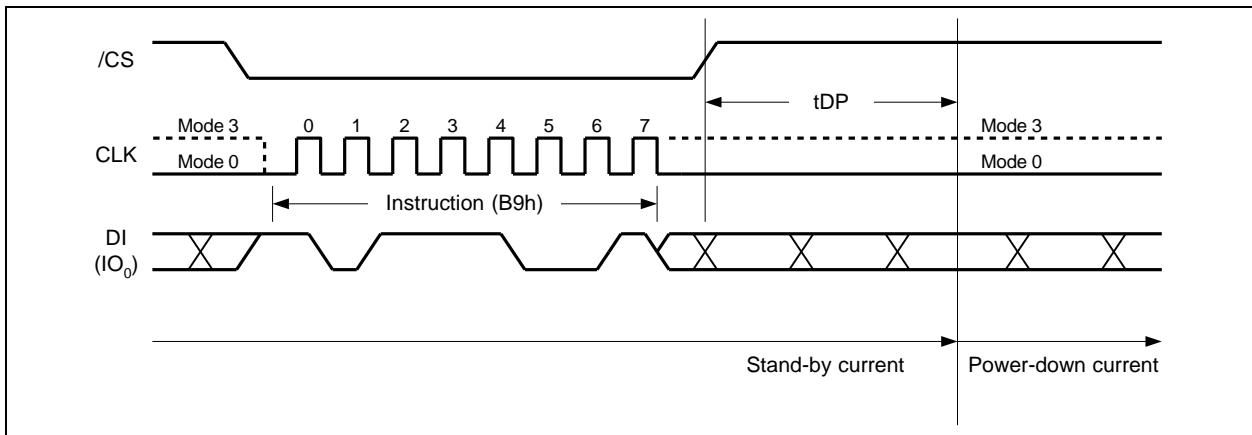 /CS
tDP
Mode 3 0 1 2 3 4 5 6 7 Mode 3
CLK
Mode 0 Mode 0
Instruction (B9h)
DI
(IO0)
Stand-by current Power-down current